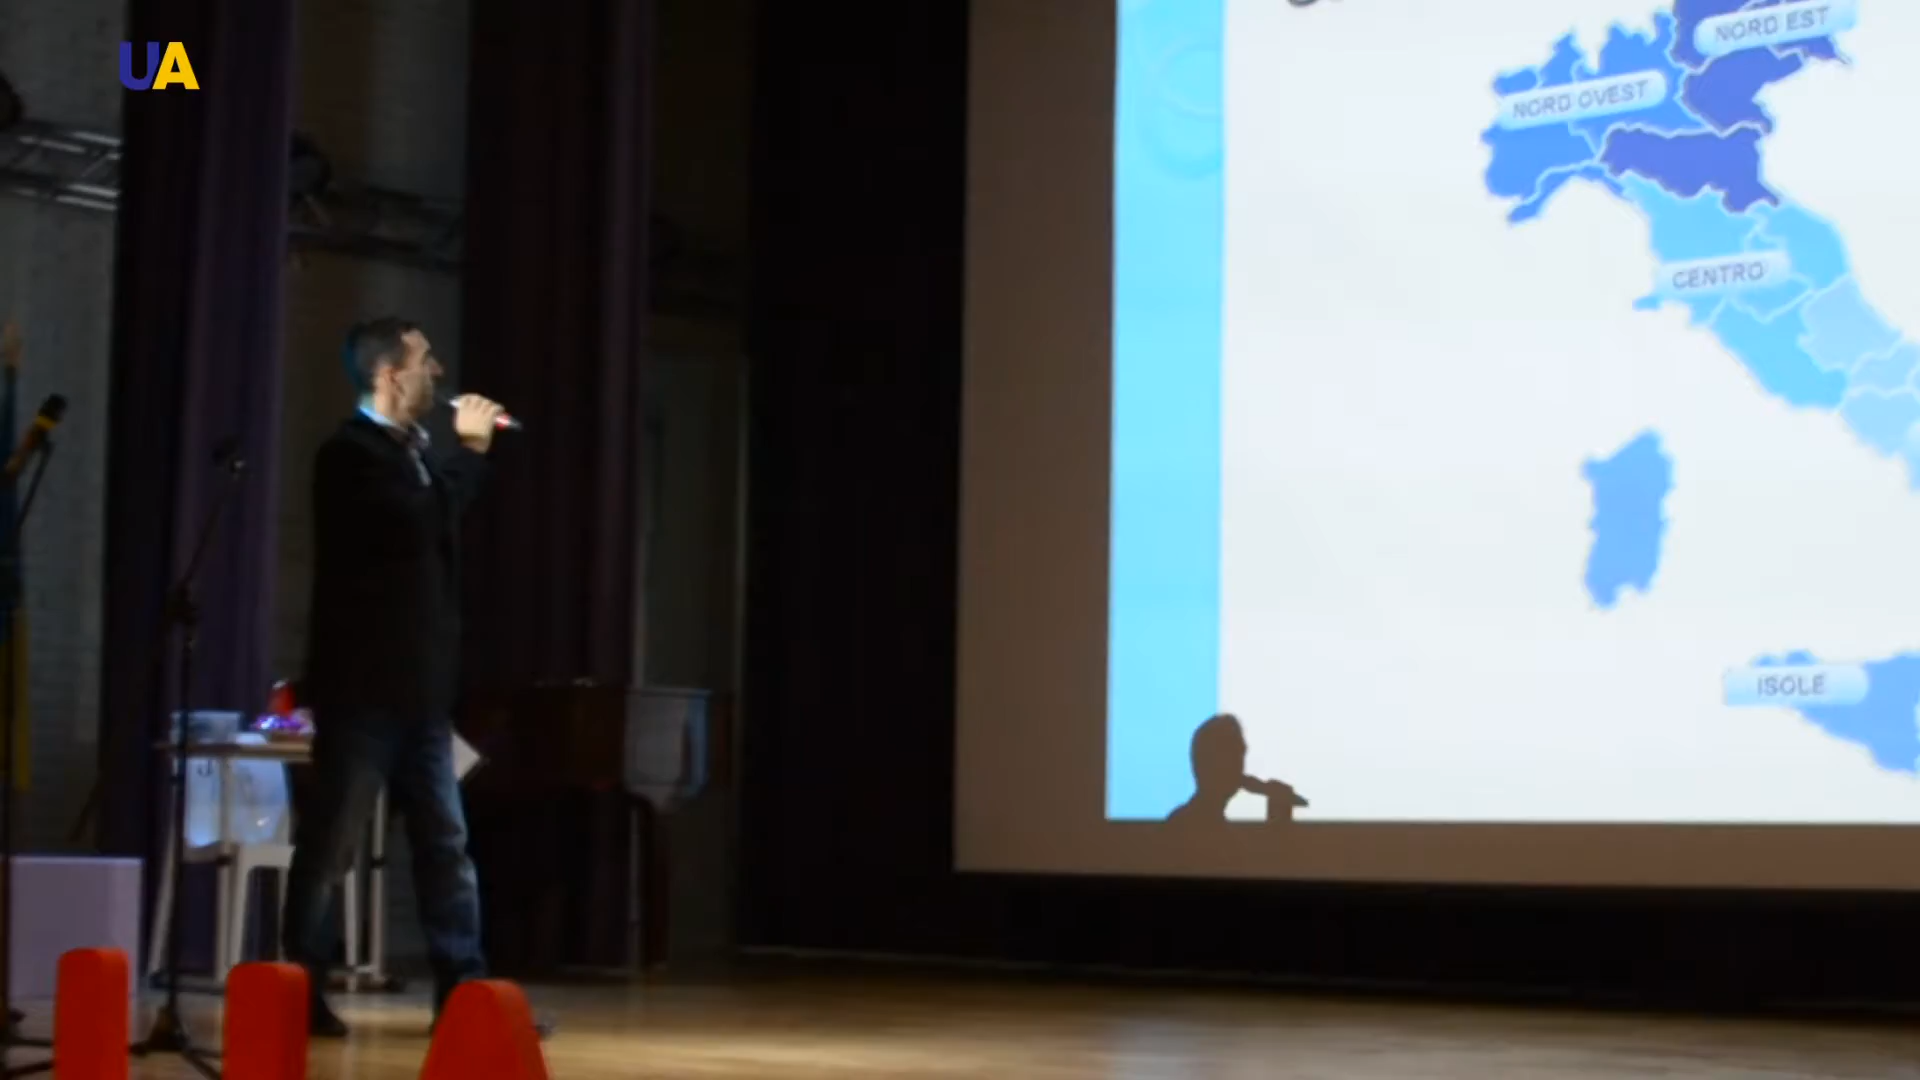 UA
NORD EST
NORD OVEST
CENTRO
ISOLE